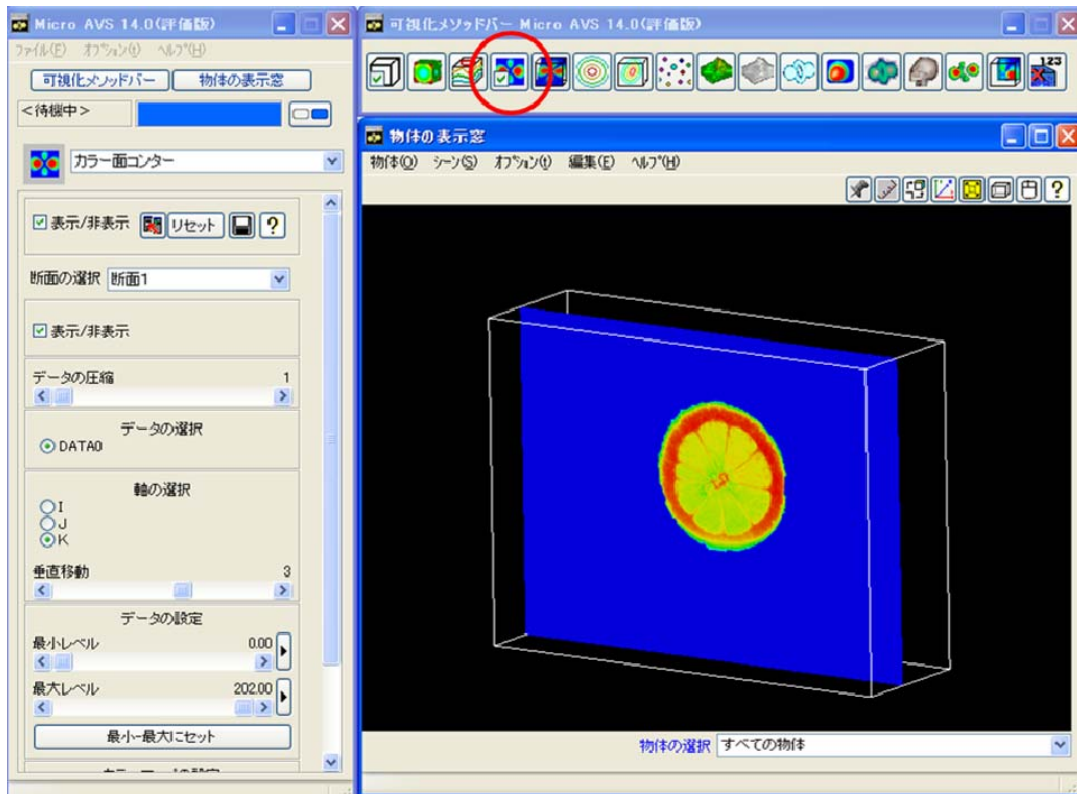 Micro AVS 14.0(評価版)
ファイル(F) オプション(t) ヘルプ(H)
可視化メソッドバー 物体の表示窓
<待機中>
カラー面コンター
表示/非表示 リセット ?
断面の選択 断面1
表示/非表示
データの圧縮 1
データの選択
DATA0
軸の選択
I
J
K
垂直移動 3
データの設定
最小レベル 0.00
最大レベル 202.00
最小-最大にセット
可視化メソッドバー Micro AVS 14.0(評価版)
123
物体の表示窓
物体(O) シーン(S) オプション(t) 編集(E) ヘルプ(H)
?
物体の選択 すべての物体